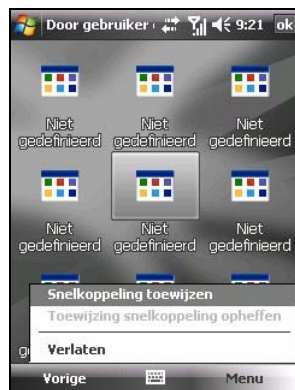 Door gebruiker 9:21 ok
Niet gedefinieerd Niet gedefinieerd Niet gedefinieerd
Niet gedefinieerd Niet gedefinieerd Niet gedefinieerd
Snelkoppeling toewijzen
Toewijzing snelkoppeling opheffen
Verlaten
Vorige Menu